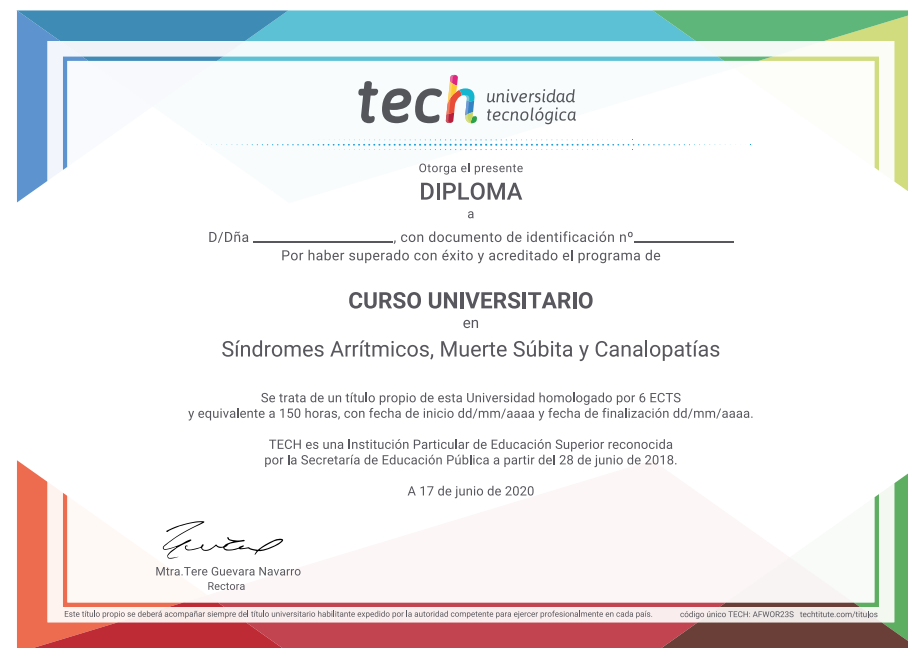 tech universidad
tecnológica
Otorga el presente
DIPLOMA
a
D/Dña ____________, con documento de identificación nº____________
Por haber superado con éxito y acreditado el programa de
CURSO UNIVERSITARIO
en
Síndromes Arrítmicos, Muerte Súbita y Canalopatías
Se trata de un título propio de esta Universidad homologado por 6 ECTS
y equivalente a 150 horas, con fecha de inicio dd/mm/aaaa y fecha de finalización dd/mm/aaaa.
TECH es una Institución Particular de Educación Superior reconocida
por la Secretaría de Educación Pública a partir del 28 de junio de 2018.
A 17 de junio de 2020
Mtra.Tere Guevara Navarro
Rectora
Este título propio se deberá acompañar siempre del título universitario habilitante expedido por la autoridad competente para ejercer profesionalmente en cada país. código único TECH: AFWOR23S techtitute.com/títulos